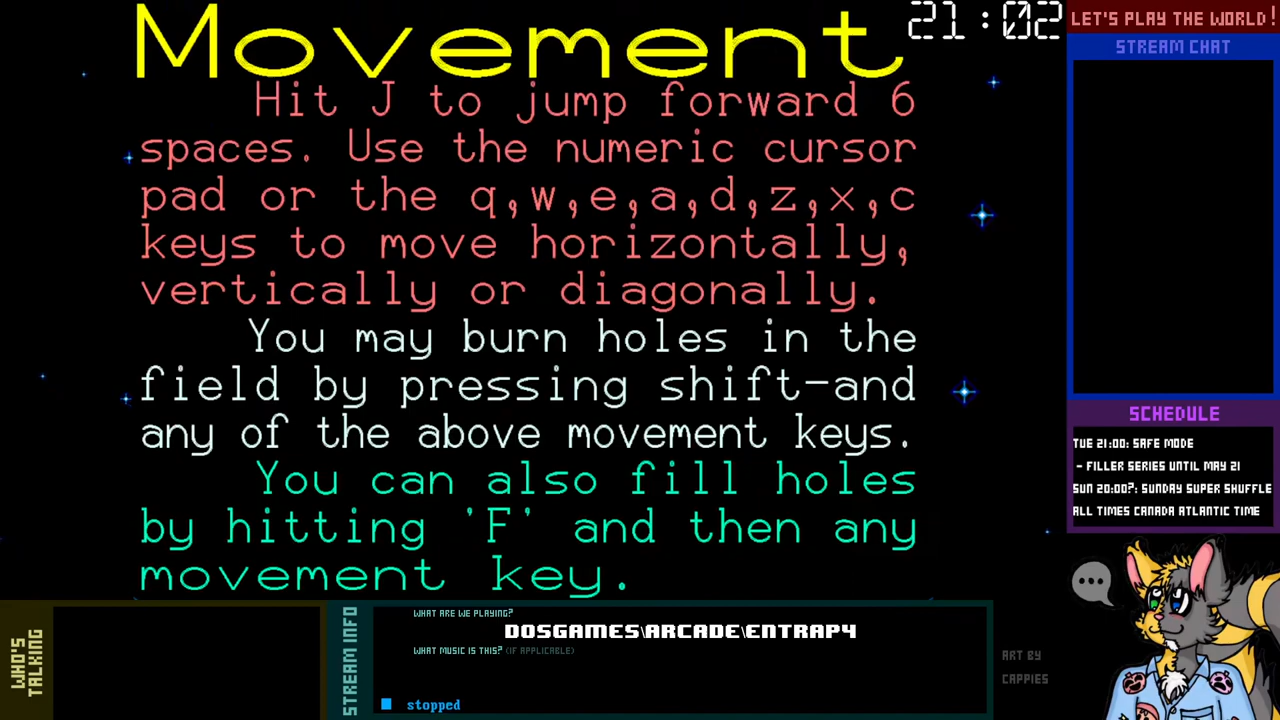 Movement
21:02
Hit J to jump forward 6
spaces. Use the numeric cursor
pad or the q,w,e,a,d,z,x,c
keys to move horizontally,
vertically or diagonally.
You may burn holes in the
field by pressing shift-and
any of the above movement keys.
You can also fill holes
by hitting 'F' and then any
movement key.
LET'S PLAY THE WORLD!
STREAM CHAT
SCHEDULE
TUE 21:00: SAFE MODE
- FILLER SERIES UNTIL MAY 21
SUN 20:00?: SUNDAY SUPER SHUFFLE
ALL TIMES CANADA ATLANTIC TIME
WHO'S
TALKING
STREAM INFO
WHAT ARE WE PLAYING?
DOSGAMES\ARCADE\ENTRAP4
WHAT MUSIC IS THIS? (IF APPLICABLE)
stopped
ART BY
CAPPIES